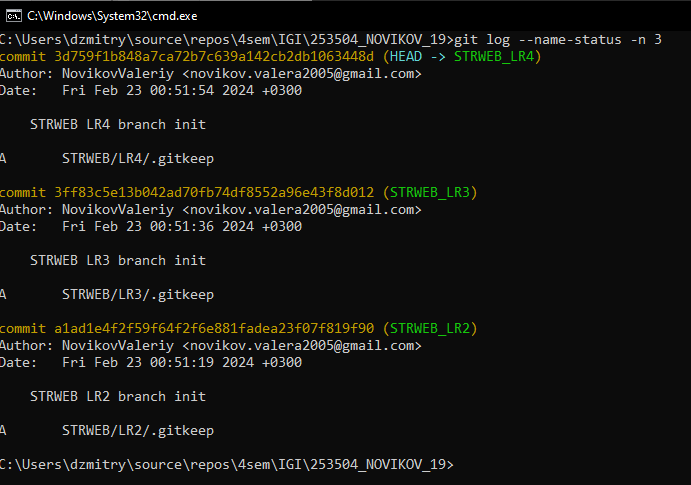 C:\Windows\System32\cmd.exe
C:\Users\dzmitry\source\repos\4sem\IGI\253504_NOVIKOV_19>git log --name-status -n 3
commit 3d759f1b848a7ca72b7c639a142cb2db1063448d (HEAD -> STRWEB_LR4)
Author: NovikovValeriy <novikov.valera2005@gmail.com>
Date:   Fri Feb 23 00:51:54 2024 +0300
    STRWEB LR4 branch init
A       STRWEB/LR4/.gitkeep
commit 3ff83c5e13b042ad70fb74df8552a96e43f8d012 (STRWEB_LR3)
Author: NovikovValeriy <novikov.valera2005@gmail.com>
Date:   Fri Feb 23 00:51:36 2024 +0300
    STRWEB LR3 branch init
A       STRWEB/LR3/.gitkeep
commit a1ad1e4f2f59f64f2f6e881fadea23f07f819f90 (STRWEB_LR2)
Author: NovikovValeriy <novikov.valera2005@gmail.com>
Date:   Fri Feb 23 00:51:19 2024 +0300
    STRWEB LR2 branch init
A       STRWEB/LR2/.gitkeep
C:\Users\dzmitry\source\repos\4sem\IGI\253504_NOVIKOV_19>